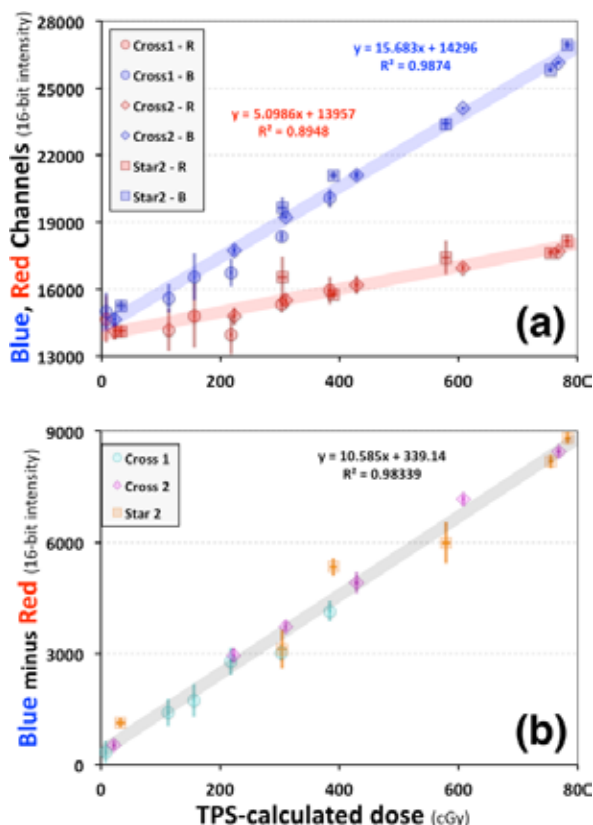 Blue, Red Channels (16-bit intensity)
28000
25000
22000
19000
16000
13000
Cross1 - R
Cross1 - B
Cross2 - R
Cross2 - B
Star2 - R
Star2 - B
y = 15.683x + 14296
R² = 0.9874
y = 5.0986x + 13957
R² = 0.8948
(a)
0
200
400
600
800
Blue minus Red (16-bit intensity)
9000
6000
3000
0
Cross 1
Cross 2
Star 2
y = 10.585x + 339.14
R² = 0.98339
(b)
0
200
400
600
800
TPS-calculated dose (cGy)